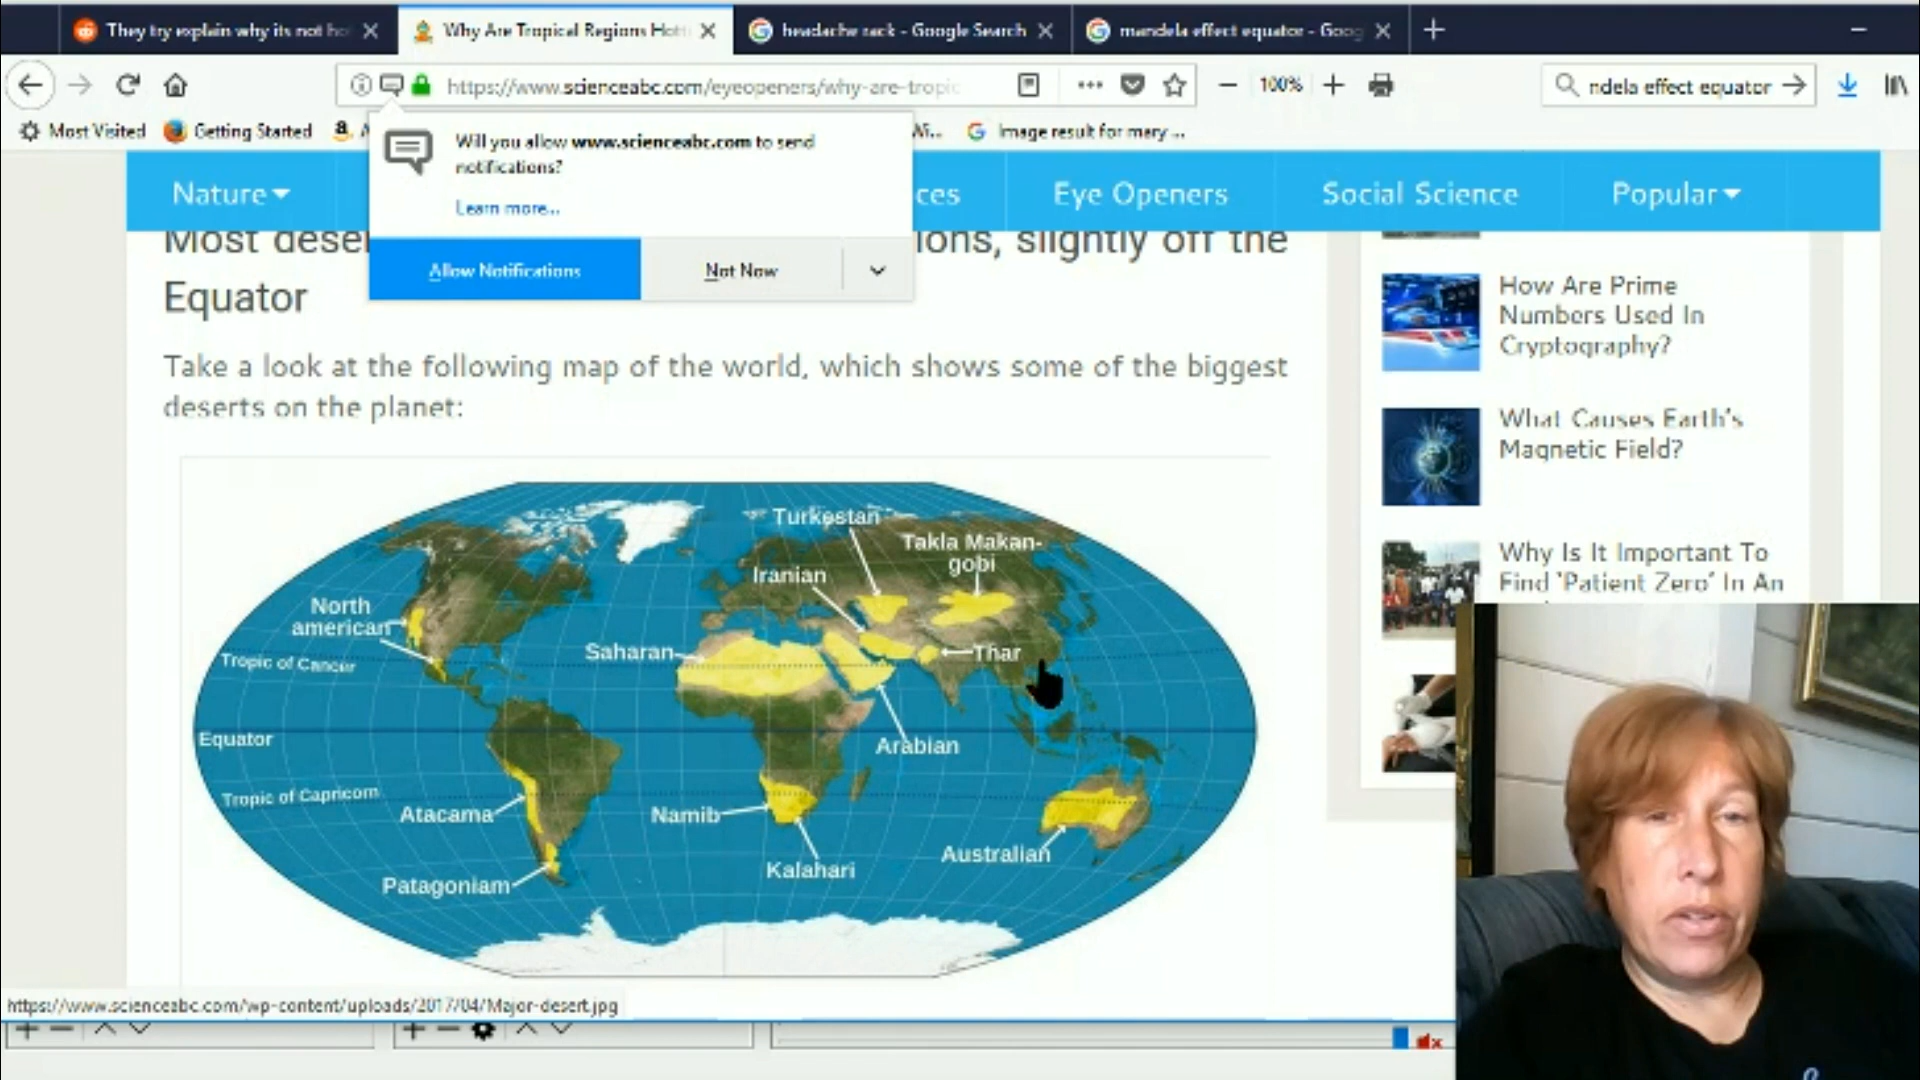 They try explain why its not ho
Why Are Tropical Regions Hott
headache rack - Google Search
mandela effect equator - Goog
https://www.scienceabc.com/eyeopeners/why-are-tropic
100%
ndela effect equator
Most Visited
Getting Started
Image result for mary ...
Will you allow www.scienceabc.com to send
notifications?
Learn more...
Allow Notifications
Not Now
Nature
ces
Eye Openers
Social Science
Popular
Most deser
ions, slightly off the
Equator
Take a look at the following map of the world, which shows some of the biggest
deserts on the planet:
Turkestan
Takla Makan-
gobi
Iranian
North
american
Saharan
Thar
Tropic of Cancer
Equator
Arabian
Tropic of Capricorn
Atacama
Namib
Australian
Kalahari
Patagoniam
How Are Prime
Numbers Used In
Cryptography?
What Causes Earth's
Magnetic Field?
Why Is It Important To
Find 'Patient Zero' In An
https://www.scienceabc.com/wp-content/uploads/2017/04/Major-desert.jpg